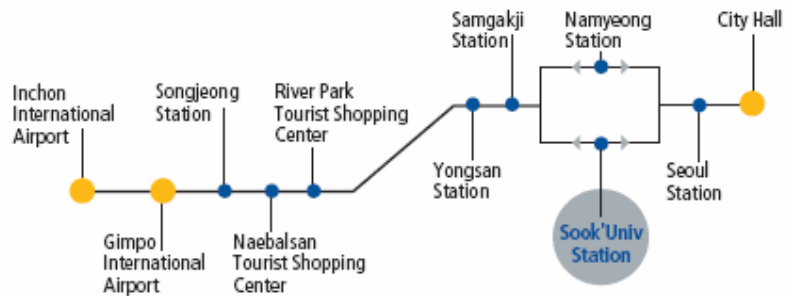 Inchon
International
Airport
Gimpo
International
Airport
Songjeong
Station
Naebalsan
Tourist Shopping
Center
River Park
Tourist Shopping
Center
Yongsan
Station
Samgakji
Station
Namyeong
Station
Sook'Univ
Station
Seoul
Station
City Hall